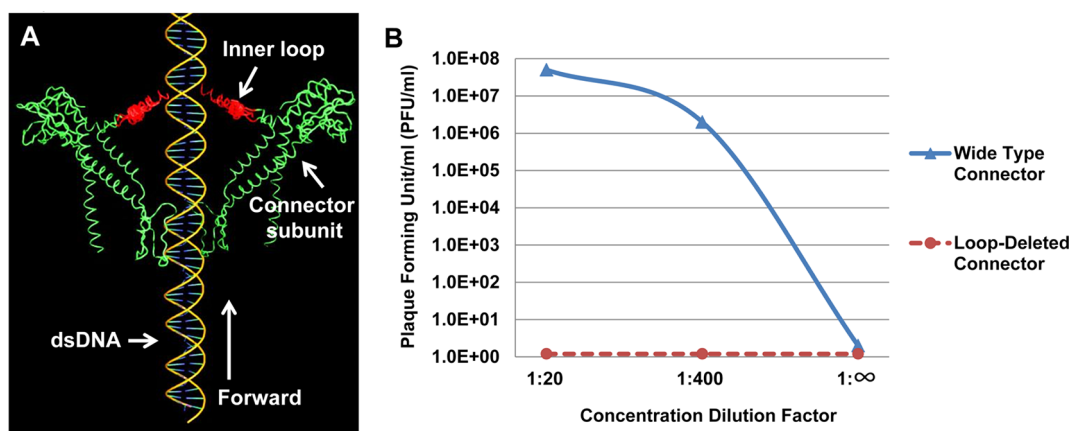 A
Inner loop
Connector
subunit
dsDNA
Forward
B
Plaque Forming Unit/ml (PFU/ml)
1.0E+08
1.0E+07
1.0E+06
1.0E+05
1.0E+04
1.0E+03
1.0E+02
1.0E+01
1.0E+00
1:20
1:400
1:∞
Concentration Dilution Factor
Wide Type
Connector
Loop-Deleted
Connector